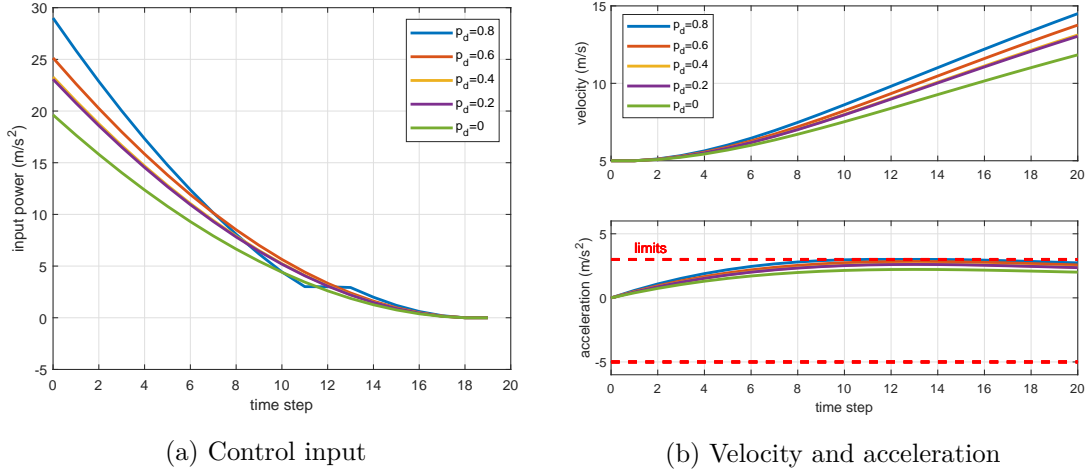 30
25
20
15
10
5
0
-5
input power (m/s²)
0 2 4 6 8 10 12 14 16 18 20
time step
p_d=0.8
p_d=0.6
p_d=0.4
p_d=0.2
p_d=0
(a) Control input
15
10
5
velocity (m/s)
p_d=0.8
p_d=0.6
p_d=0.4
p_d=0.2
p_d=0
0 2 4 6 8 10 12 14 16 18 20
5
0
-5
acceleration (m/s²)
limits
0 2 4 6 8 10 12 14 16 18 20
time step
(b) Velocity and acceleration